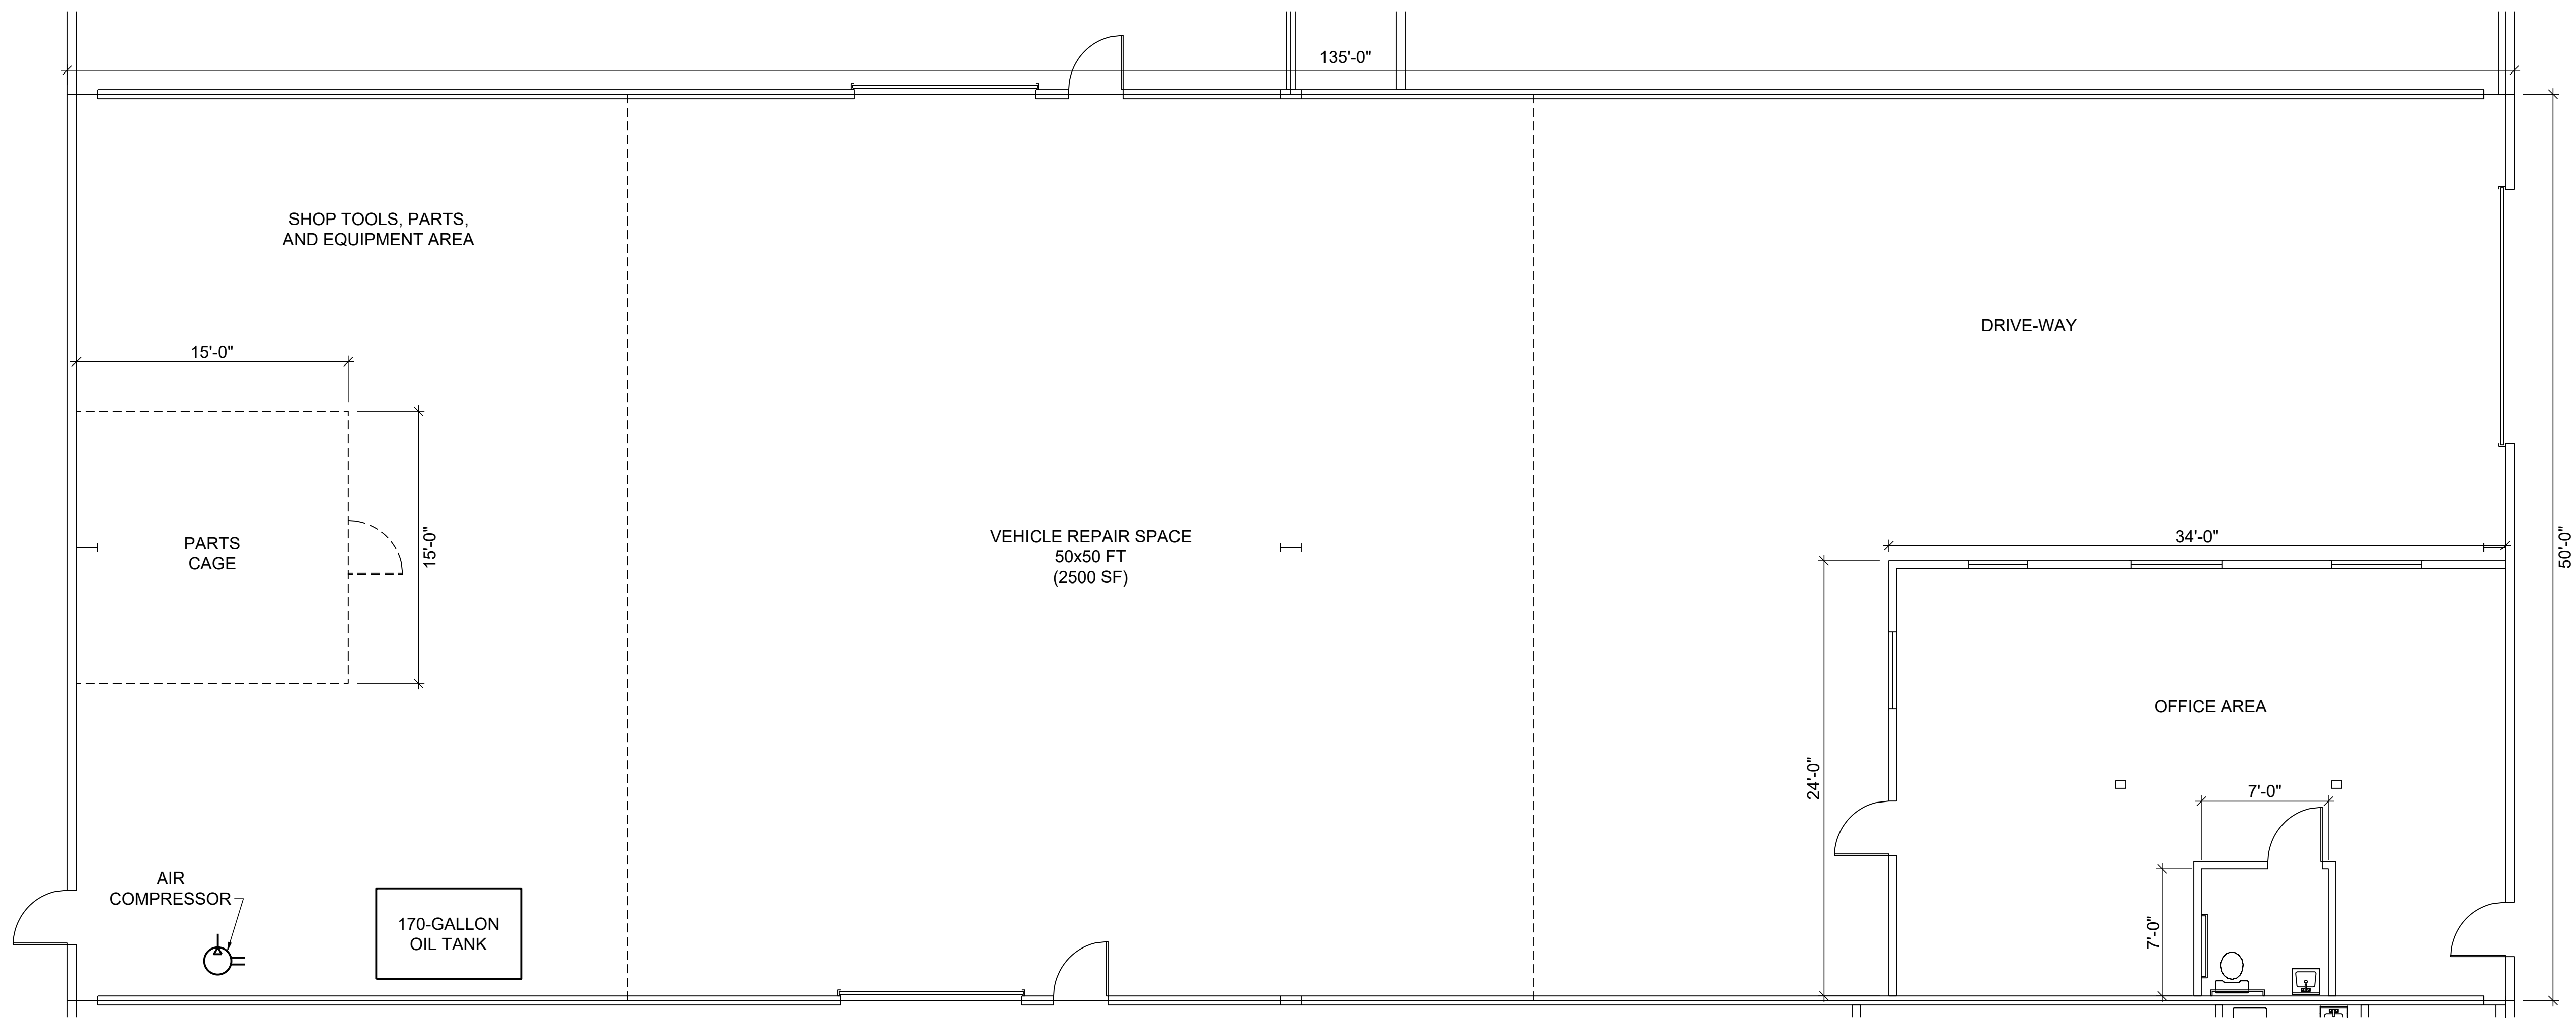 135'-0"
SHOP TOOLS, PARTS,
AND EQUIPMENT AREA
DRIVE-WAY
15'-0"
15'-0"
PARTS
CAGE
VEHICLE REPAIR SPACE
50x50 FT
(2500 SF)
34'-0"
50'-0"
OFFICE AREA
24'-0"
7'-0"
7'-0"
AIR
COMPRESSOR
170-GALLON
OIL TANK